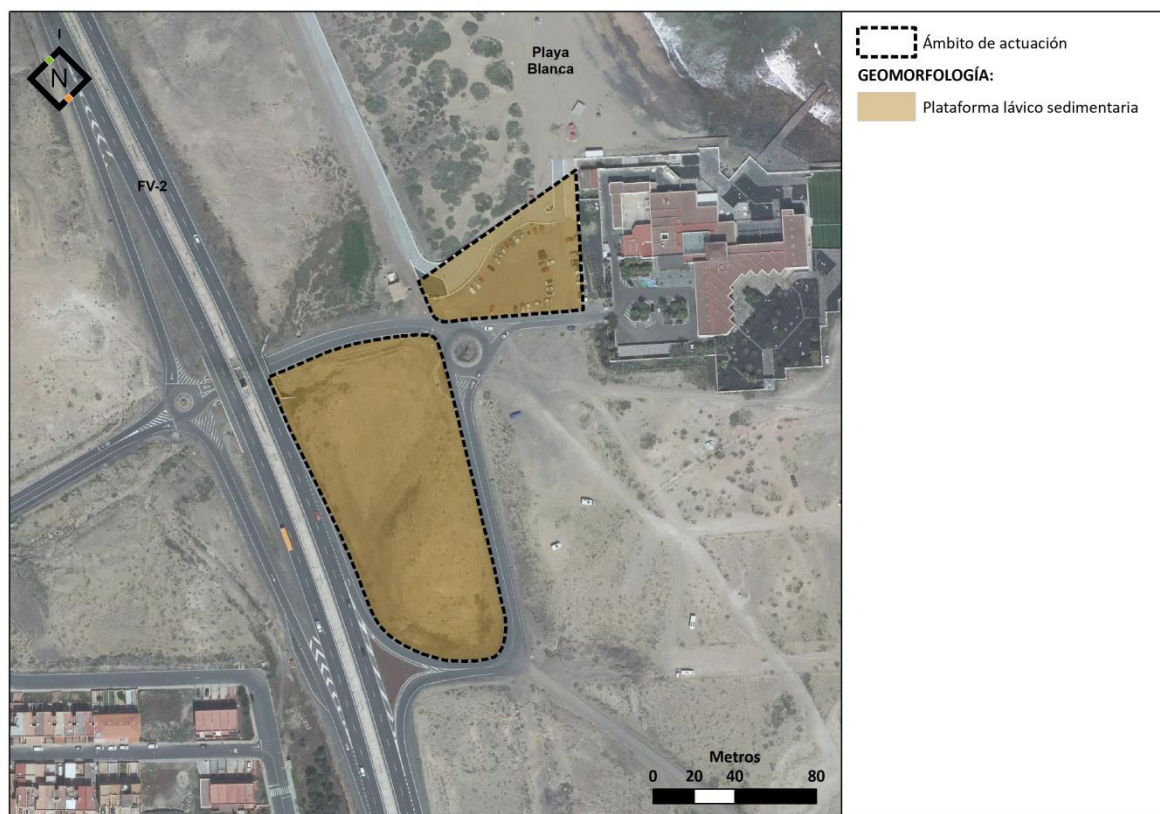 Playa
Blanca
N
FV-2
Metros
0 20 40 80
Ámbito de actuación
GEOMORFOLOGÍA:
Plataforma lávico sedimentaria